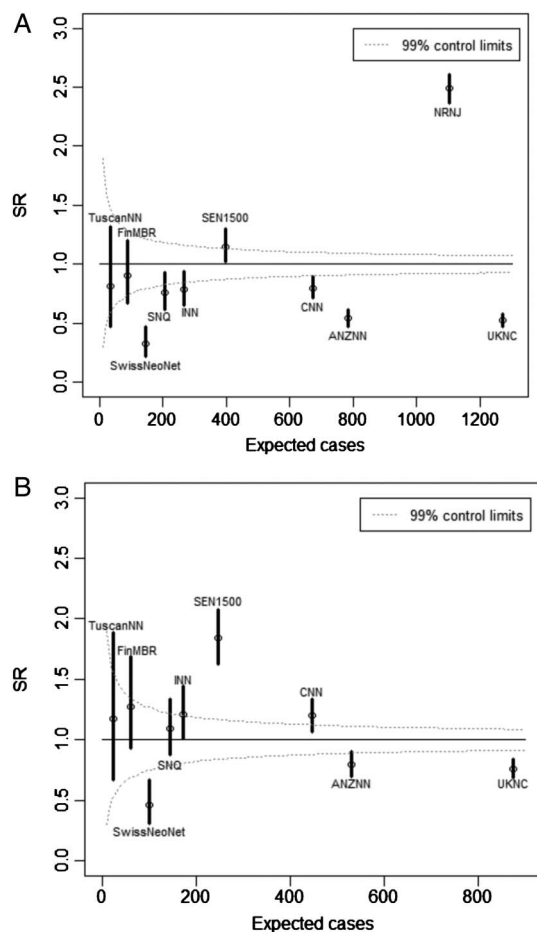 A
3.0
2.5
2.0
1.5
1.0
0.5
0.0
SR
99% control limits
NRNJ
TuscanNN
FinMBR
SEN1500
SNQ
INN
CNN
SwissNeoNet
ANZNN
UKNC
0 200 400 600 800 1000 1200
Expected cases
B
3.0
2.5
2.0
1.5
1.0
0.5
0.0
SR
99% control limits
SEN1500
TuscanNN
FinMBR
INN
CNN
SNQ
ANZNN
UKNC
SwissNeoNet
0 200 400 600 800
Expected cases